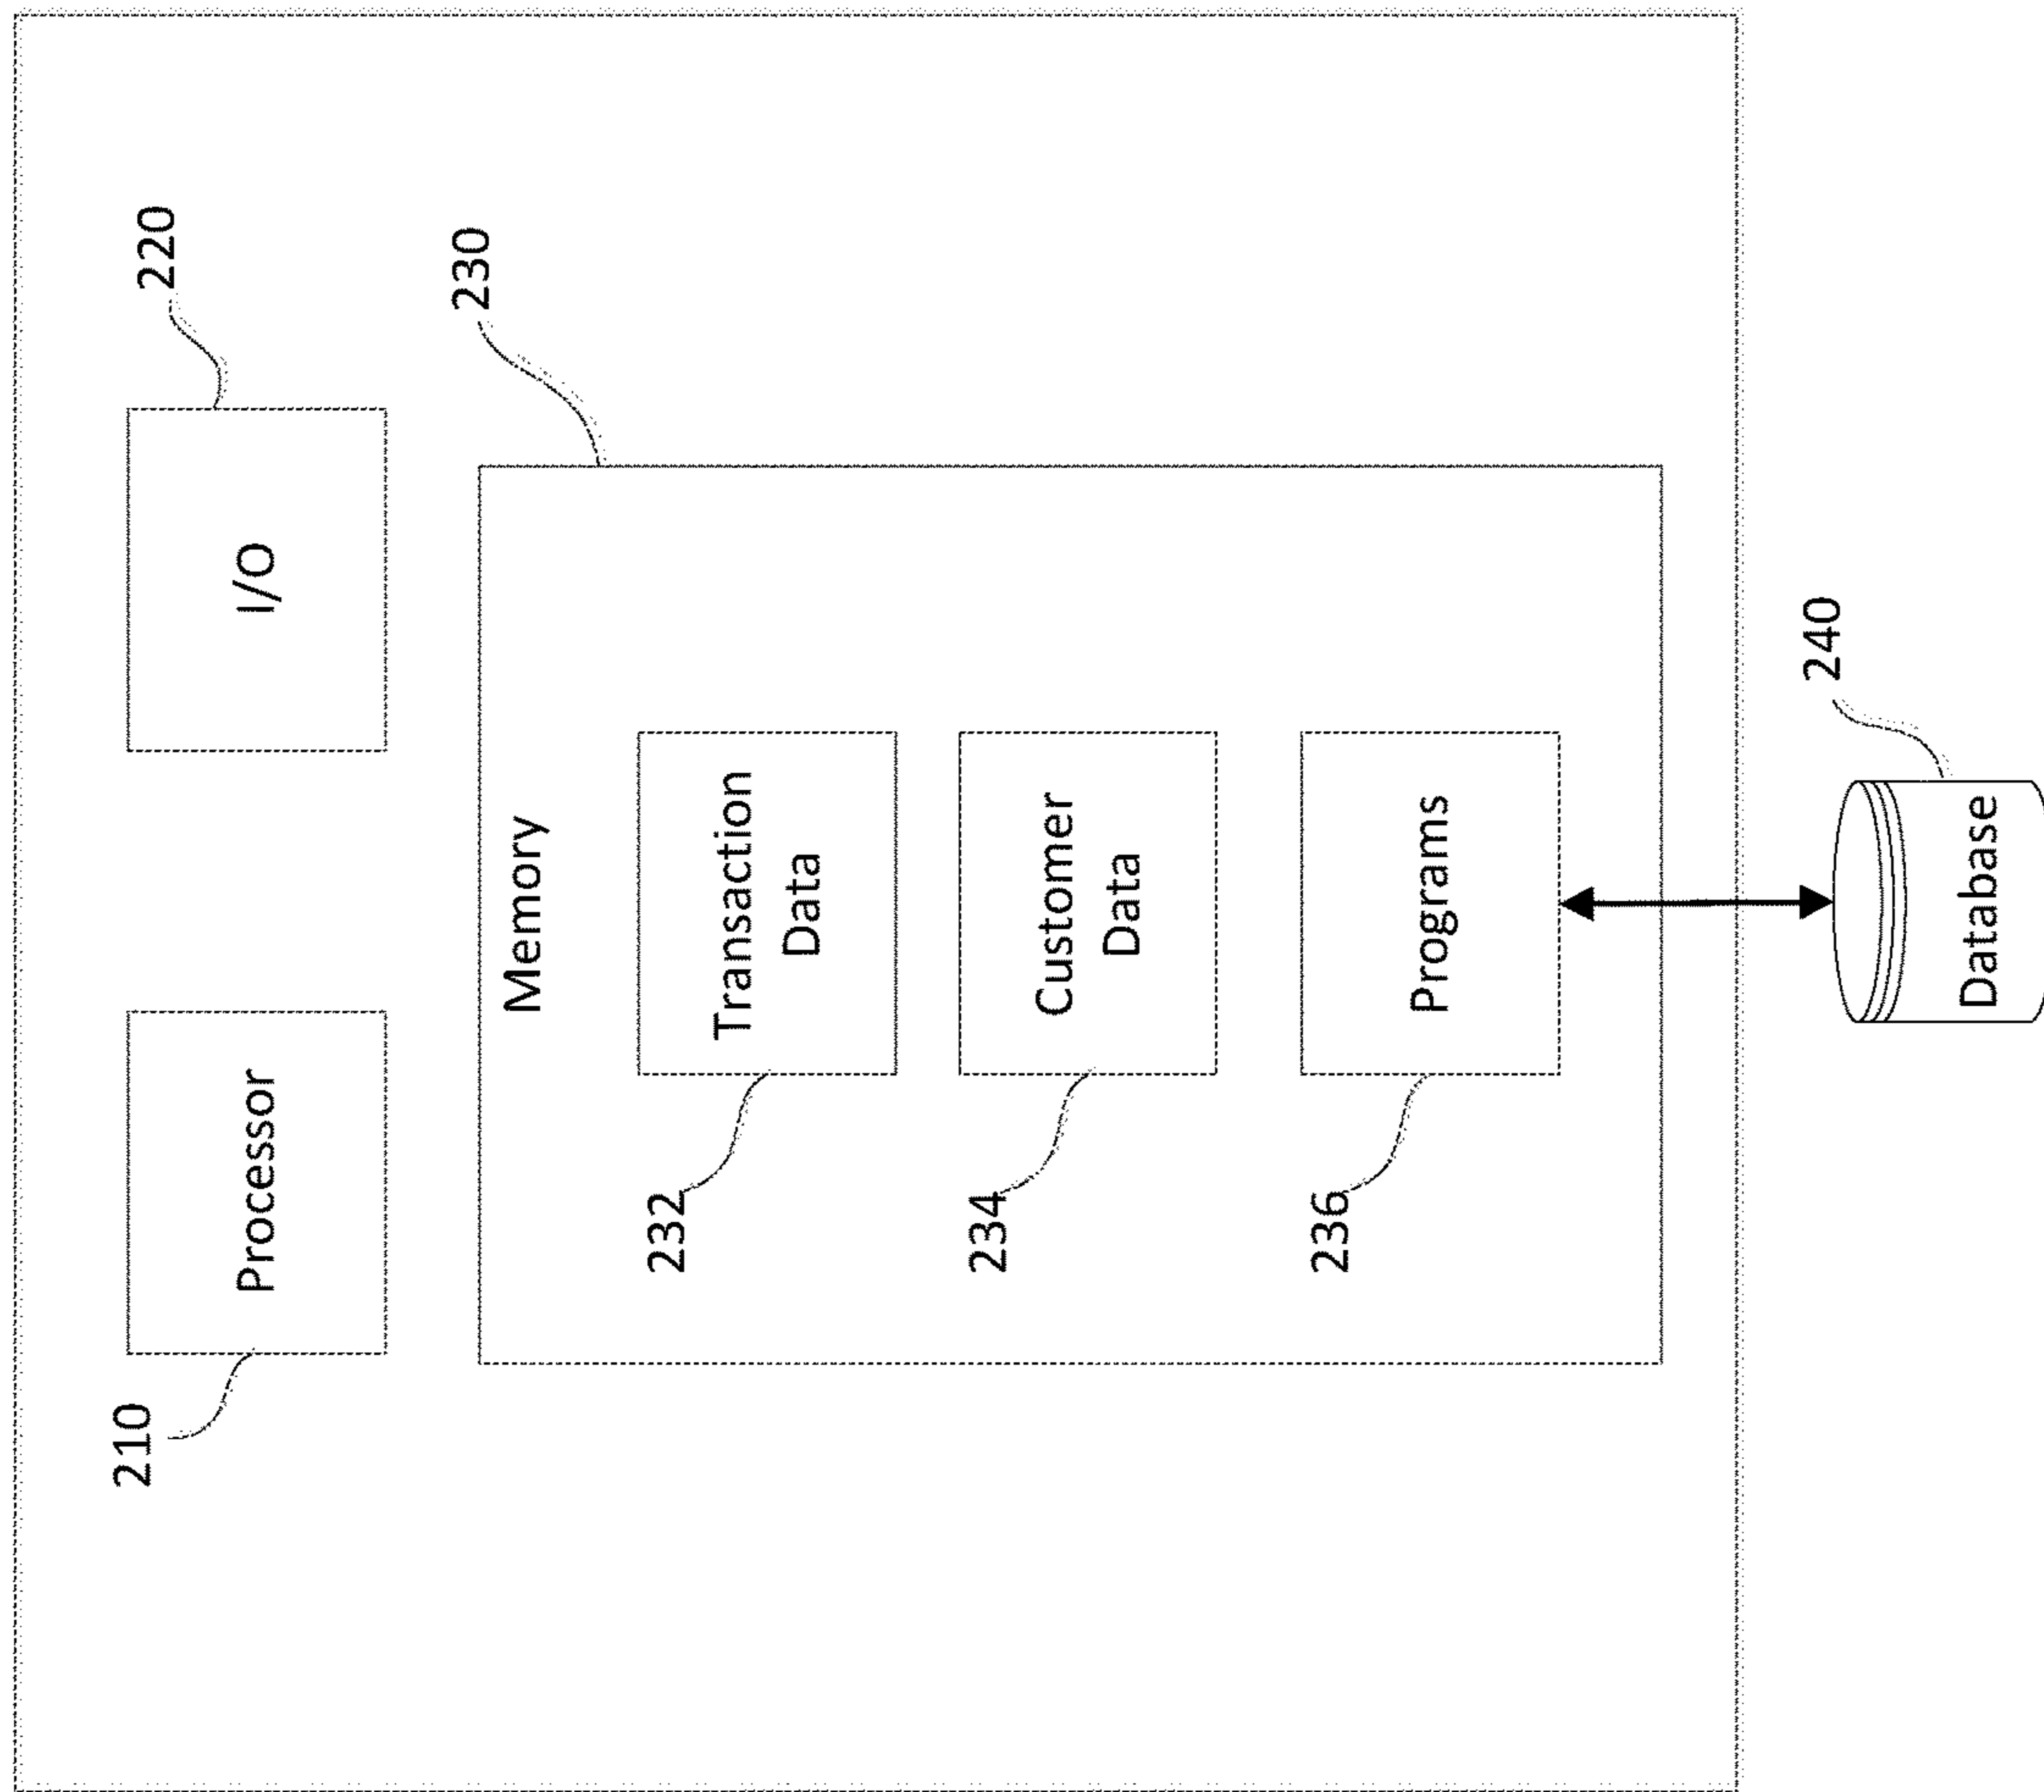 210
Processor
I/O
220
Memory
230
232
Transaction
Data
234
Customer
Data
236
Programs
Database
240